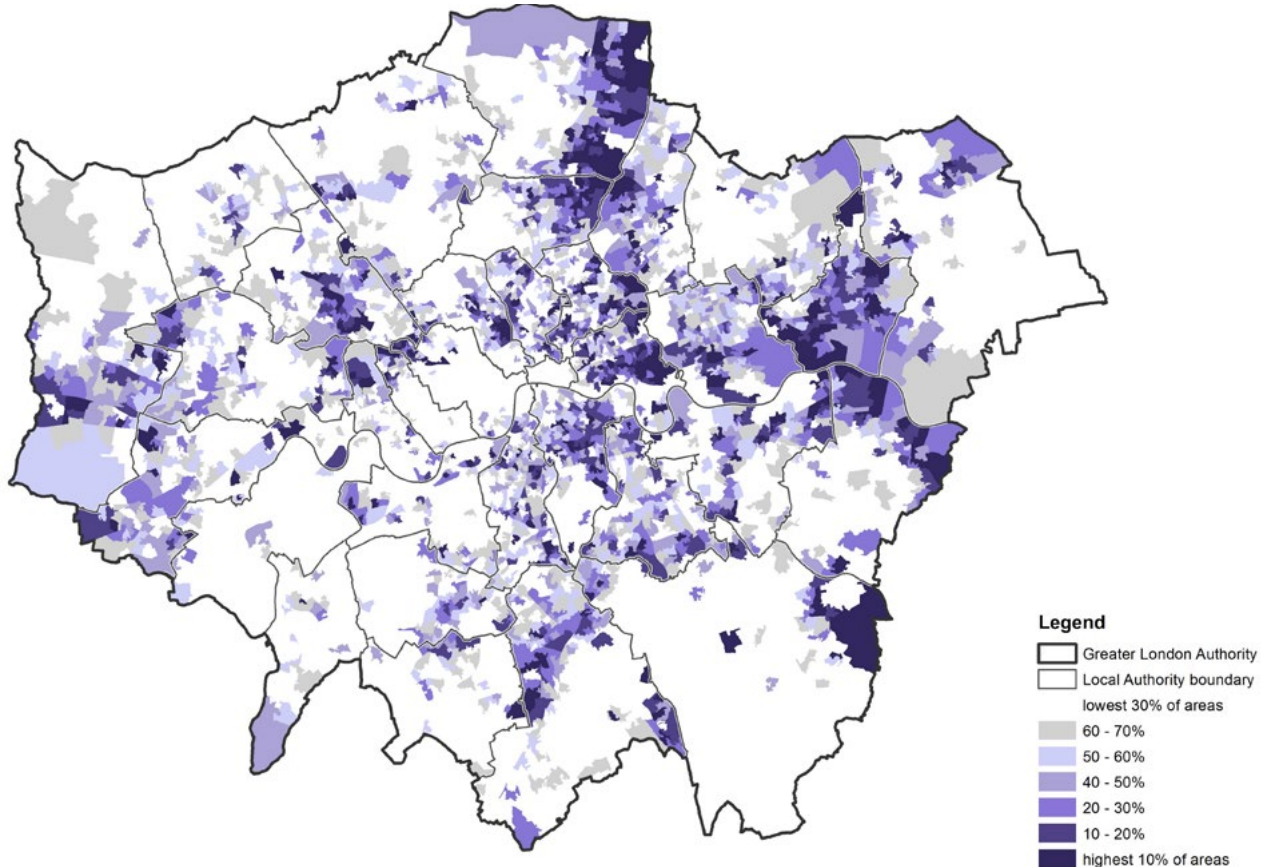 Legend
Greater London Authority
Local Authority boundary
lowest 30% of areas
60 - 70%
50 - 60%
40 - 50%
20 - 30%
10 - 20%
highest 10% of areas